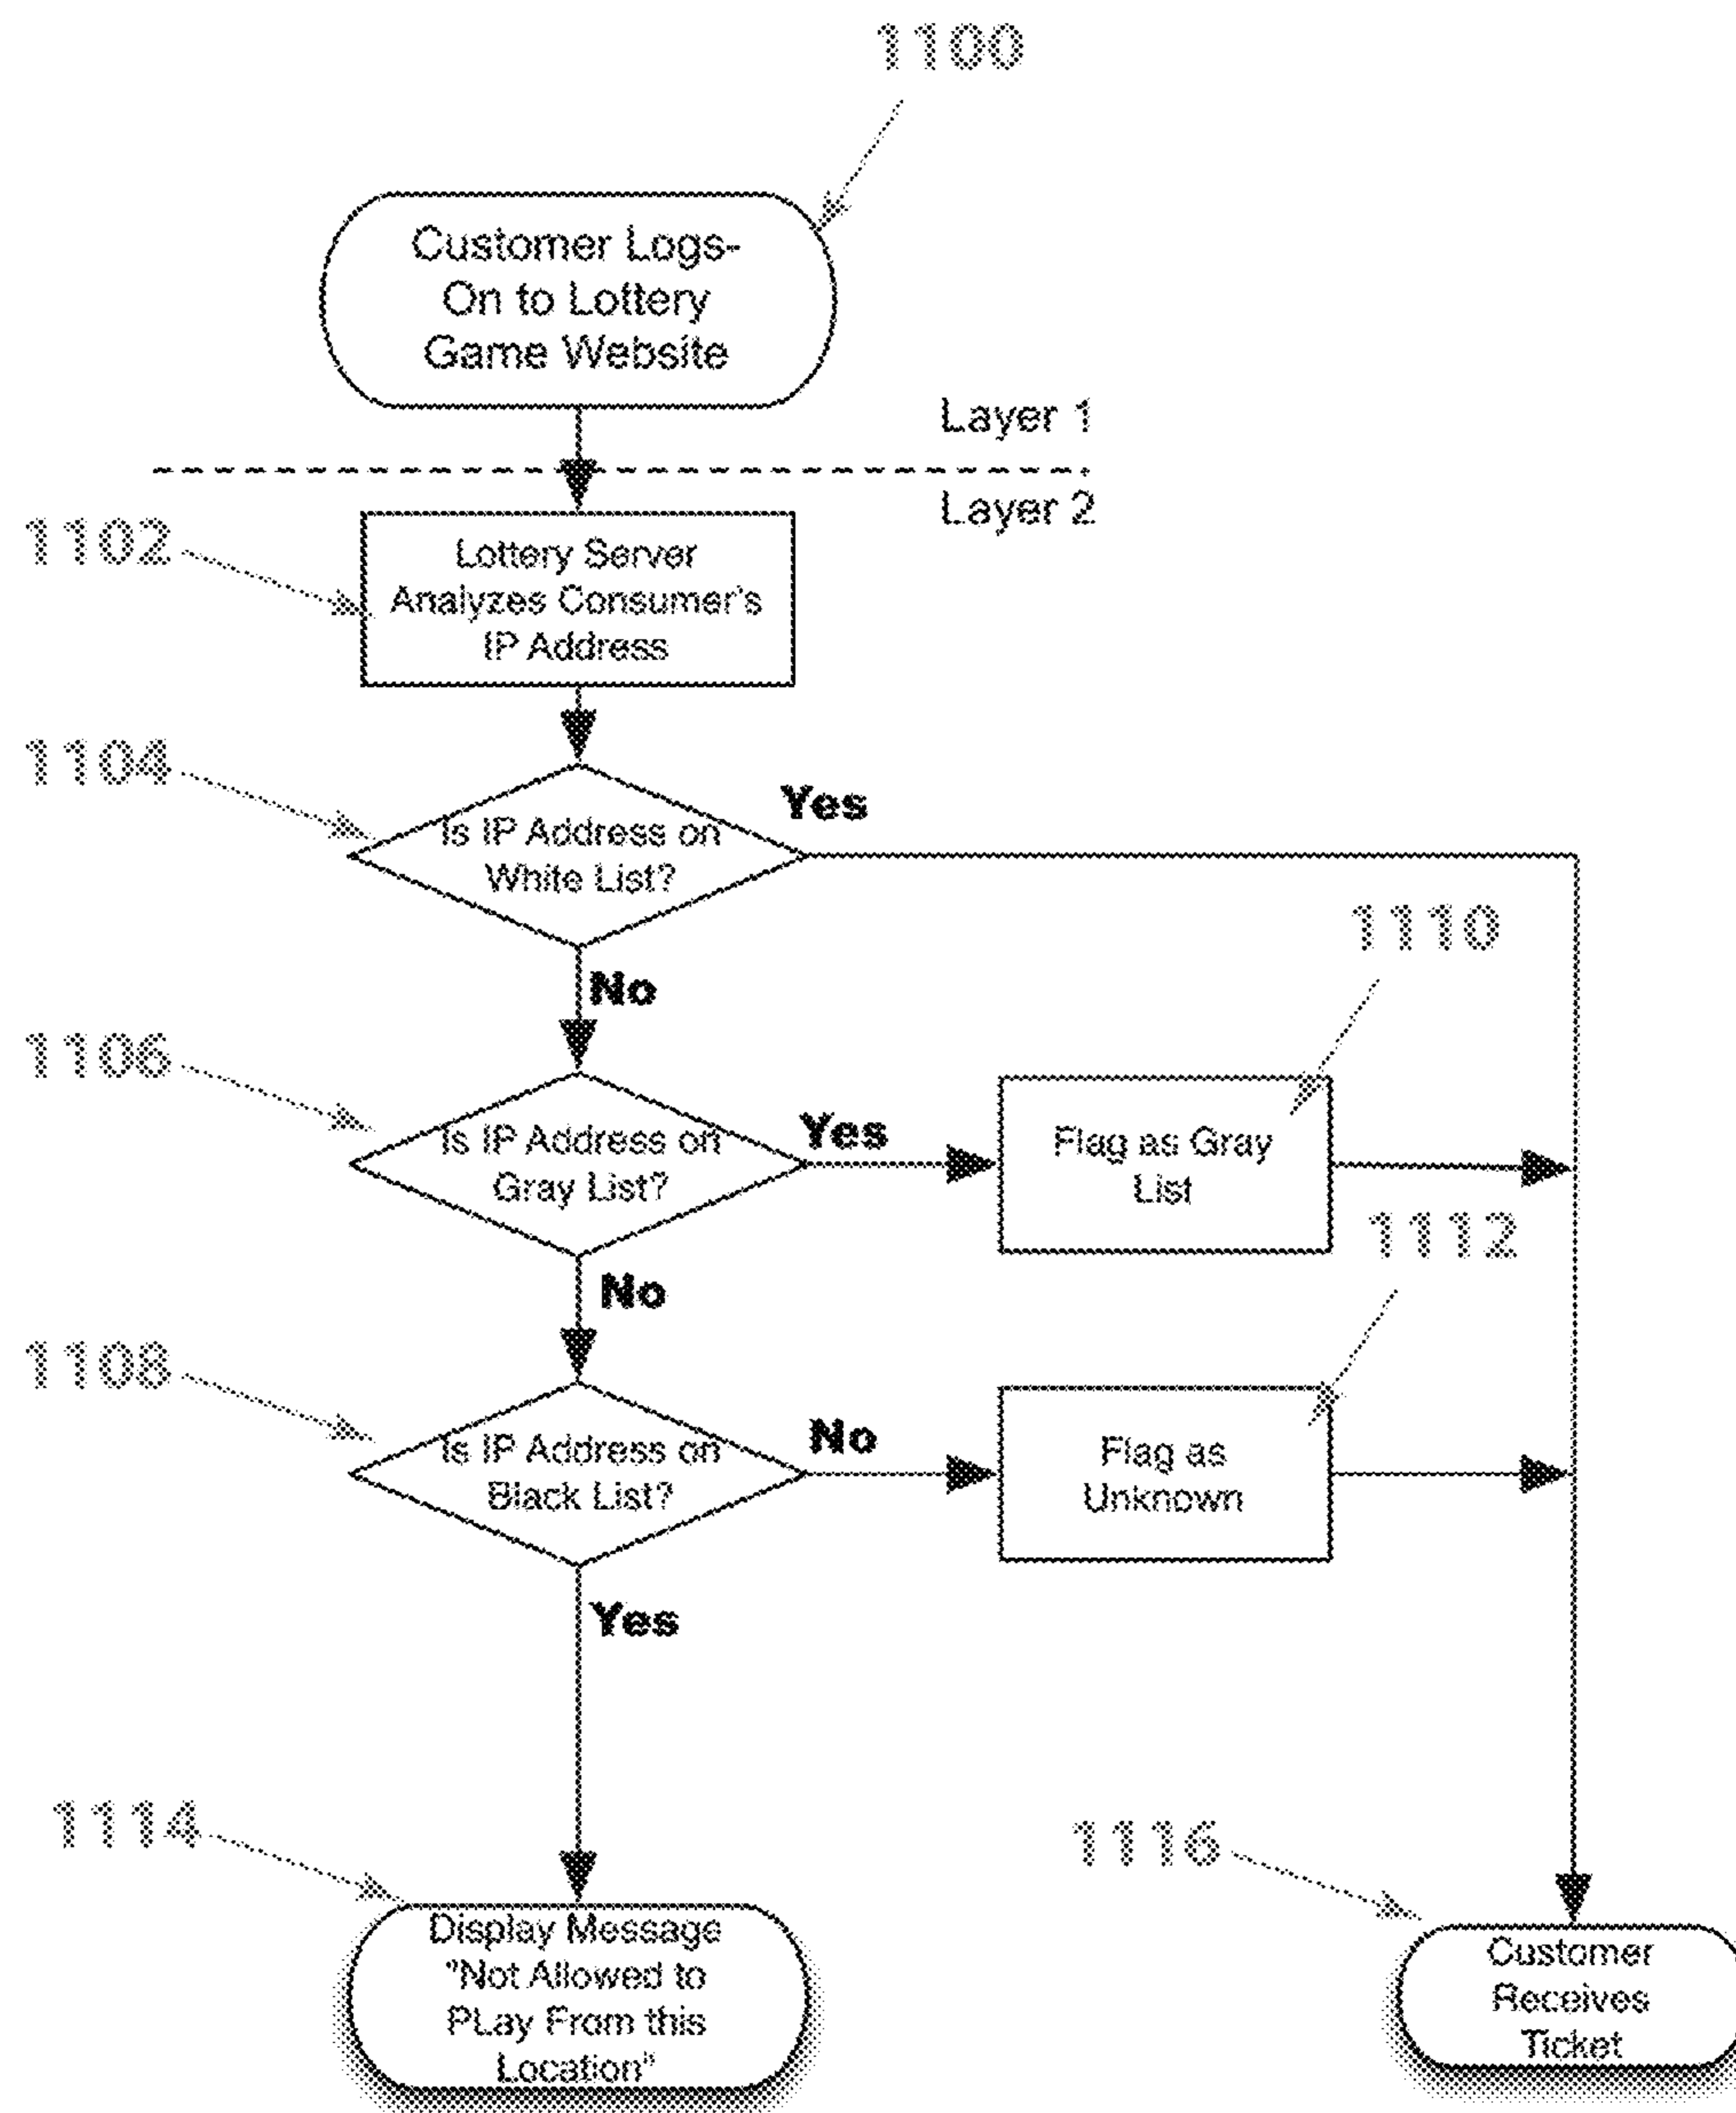 1100
Customer Logs-
On to Lottery
Game Website
Layer 1
Layer 2
1102
Lottery Server
Analyzes Consumer's
IP Address
1104
Is IP Address on
White List?
Yes
No
1110
1106
Is IP Address on
Gray List?
Yes
Flag as Gray
List
No
1112
1108
Is IP Address on
Black List?
No
Flag as
Unknown
Yes
1114
Display Message
"Not Allowed to
PLay From this
Location"
1116
Customer
Receives
Ticket